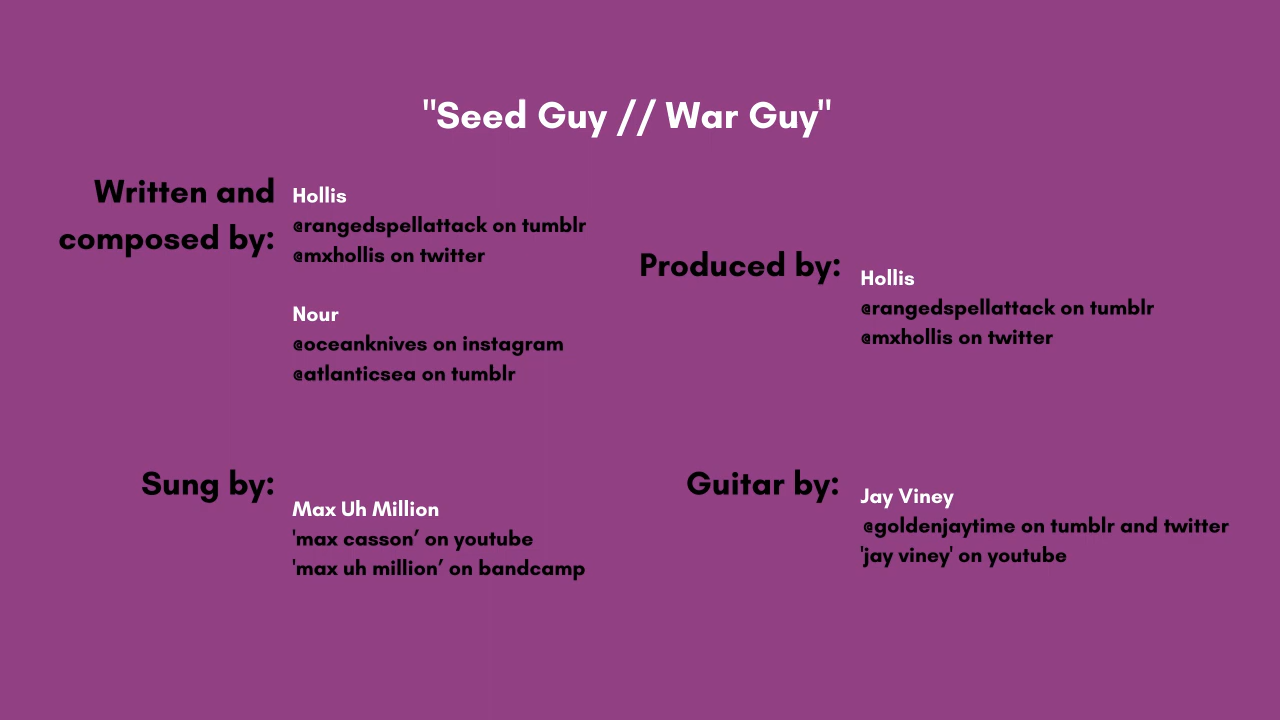 "Seed Guy // War Guy"
Written and
composed by:
Hollis
@rangedspellattack on tumblr
@mxhollis on twitter
Nour
@oceanknives on instagram
@atlanticsea on tumblr
Produced by:
Hollis
@rangedspellattack on tumblr
@mxhollis on twitter
Sung by:
Max Uh Million
'max casson’ on youtube
'max uh million’ on bandcamp
Guitar by:
Jay Viney
@goldenjaytime on tumblr and twitter
'jay viney' on youtube